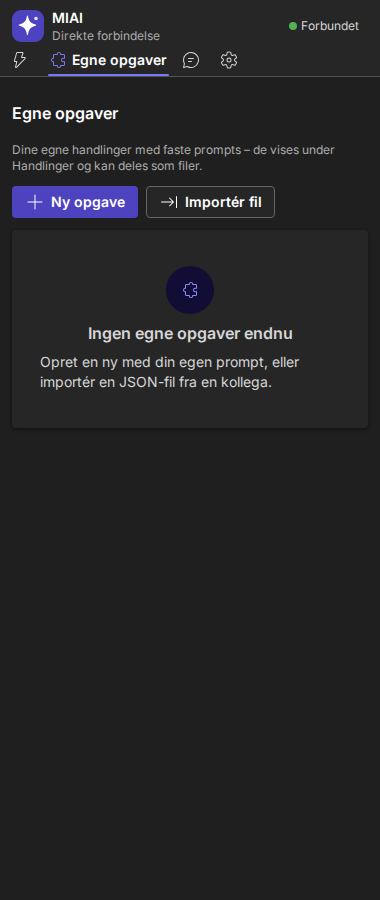 MIAI
Direkte forbindelse
Forbundet
Egne opgaver
Egne opgaver
Dine egne handlinger med faste prompts – de vises under
Handlinger og kan deles som filer.
Ny opgave
Importér fil
Ingen egne opgaver endnu
Opret en ny med din egen prompt, eller
importér en JSON-fil fra en kollega.